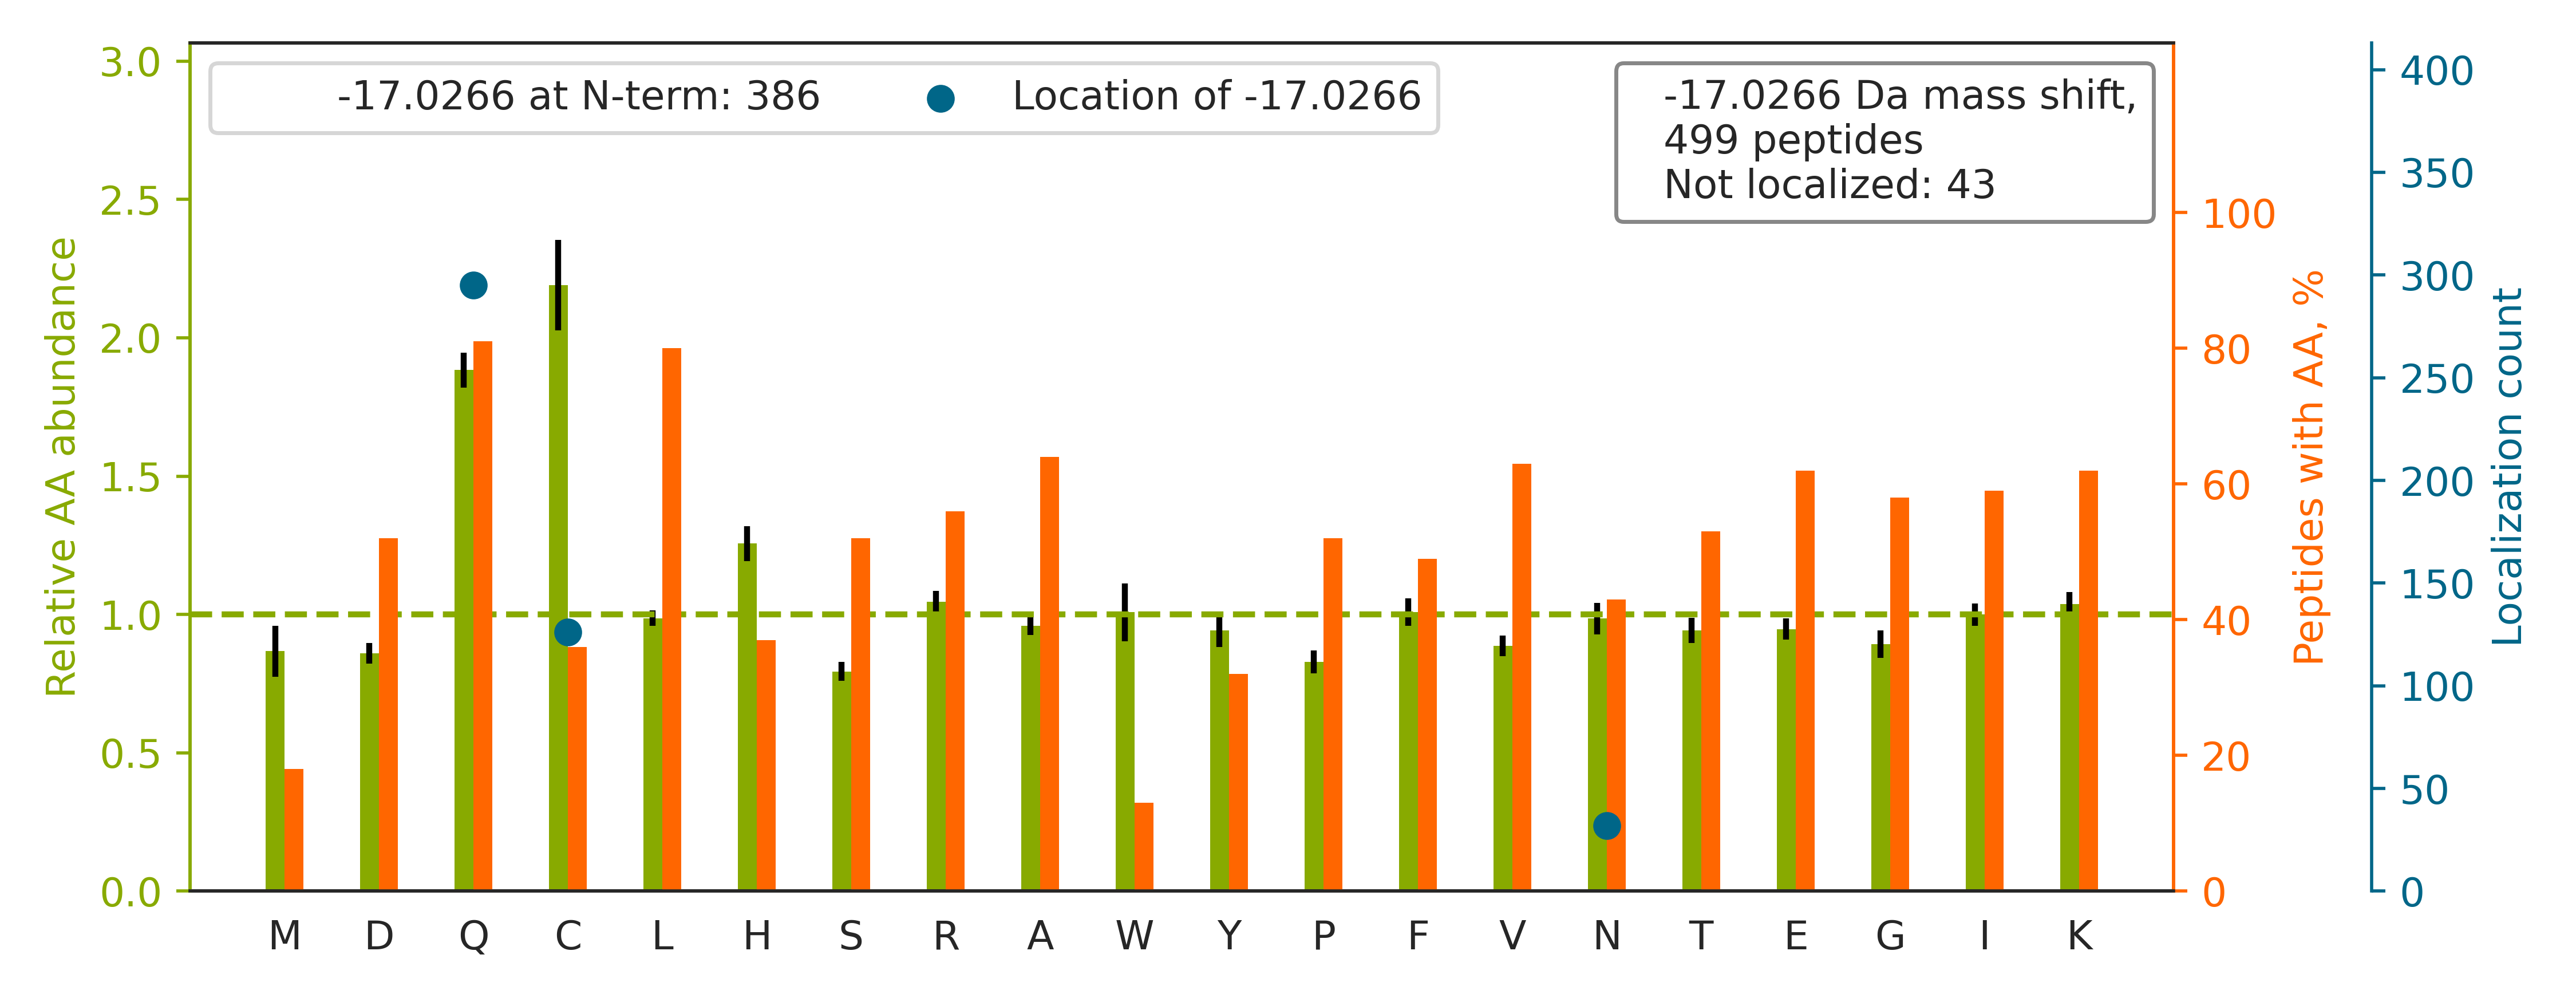 -17.0266 at N-term: 386
Location of -17.0266
-17.0266 Da mass shift,
499 peptides
Not localized: 43
Relative AA abundance
3.0
2.5
2.0
1.5
1.0
0.5
0.0
M D Q C L H S R A W Y P F V N T E G I K
100
80
60
40
20
0
Peptides with AA, %
400
350
300
250
200
150
100
50
0
Localization count